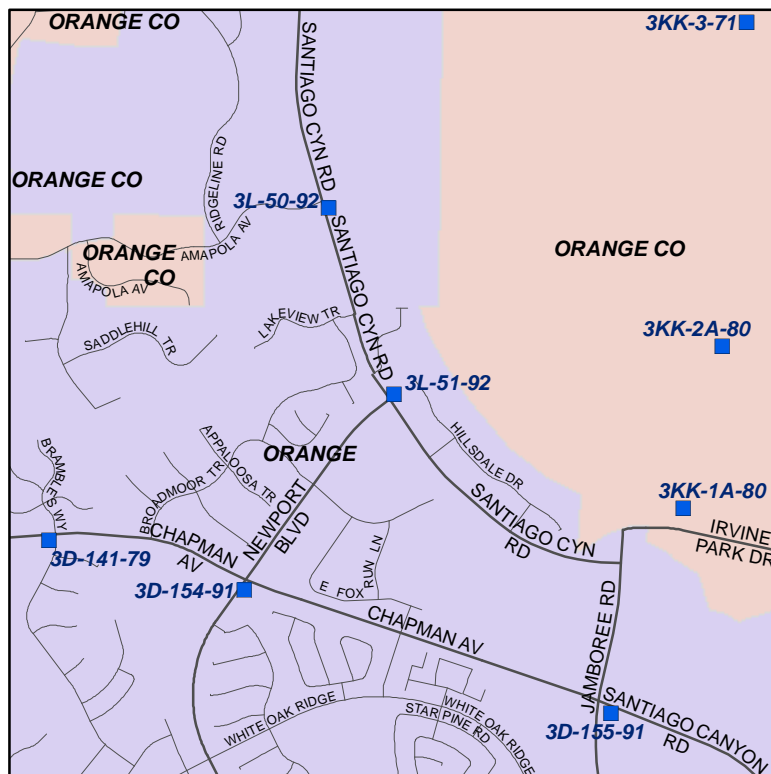 ORANGE CO
3KK-3-71
SANTIAGO CYN RD
RIDGELINE RD
ORANGE CO
3L-50-92
AMAPOLA AV
ORANGE
CO
AMAPOLA AV
ORANGE CO
SANTIAGO CYN RD
LAKEVIEW TR
SADDLEHILL TR
3KK-2A-80
3L-51-92
HILLSDALE DR
APPALOOSA TR
ORANGE
BRAMBLES WY
BROADMOOR TR
NEWPORT
BLVD
SANTIAGO CYN
RD
3KK-1A-80
IRVINE
PARK DR
CHAPMAN
AV
3D-141-79
3D-154-91
E FOX
RUN LN
CHAPMAN AV
JAMBOREE RD
WHITE OAK RIDGE
WHITE OAK RIDGE
STAR PINE RD
SANTIAGO CANYON
RD
3D-155-91